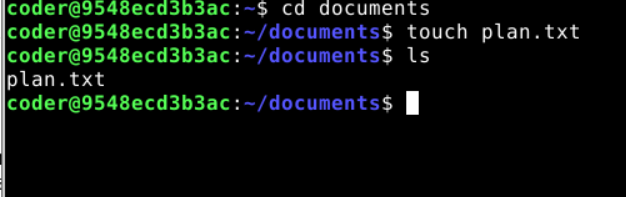 coder@9548ecd3b3ac:~$ cd documents
coder@9548ecd3b3ac:~/documents$ touch plan.txt
coder@9548ecd3b3ac:~/documents$ ls
plan.txt
coder@9548ecd3b3ac:~/documents$